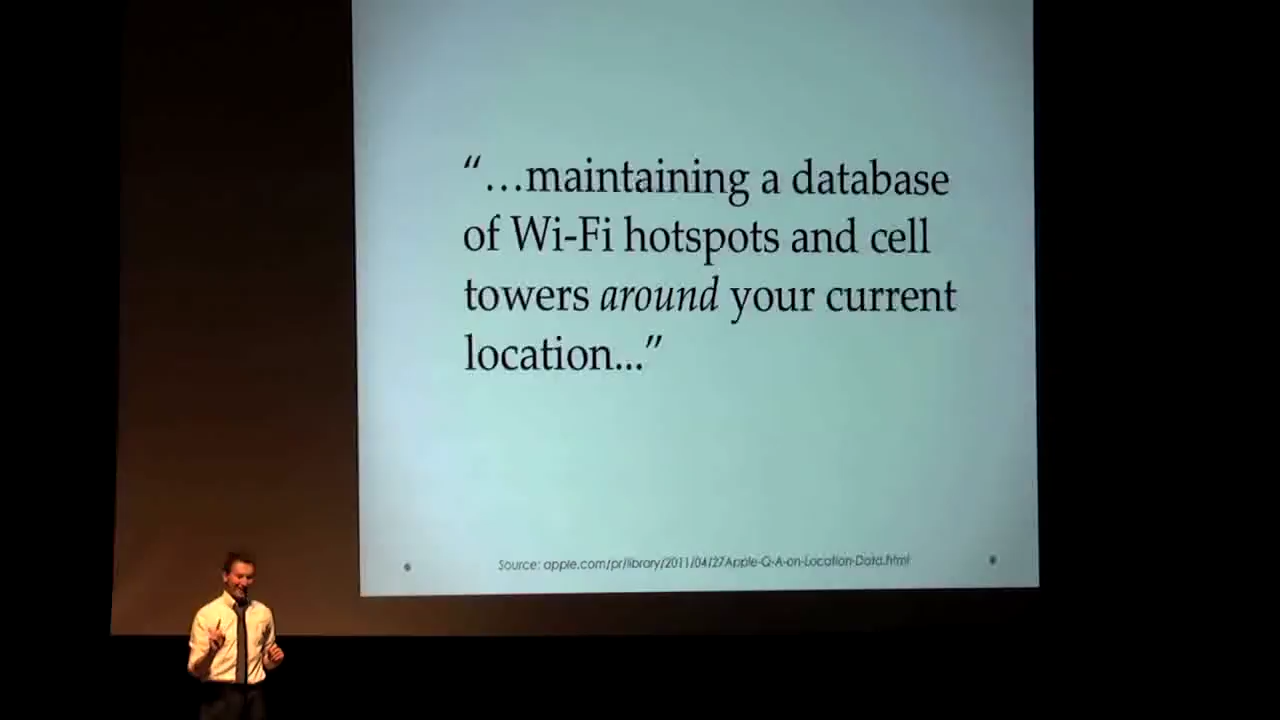 “…maintaining a database
of Wi-Fi hotspots and cell
towers around your current
location...”
Source: apple.com/pr/library/2011/04/27Apple-Q-A-on-Location-Data.html